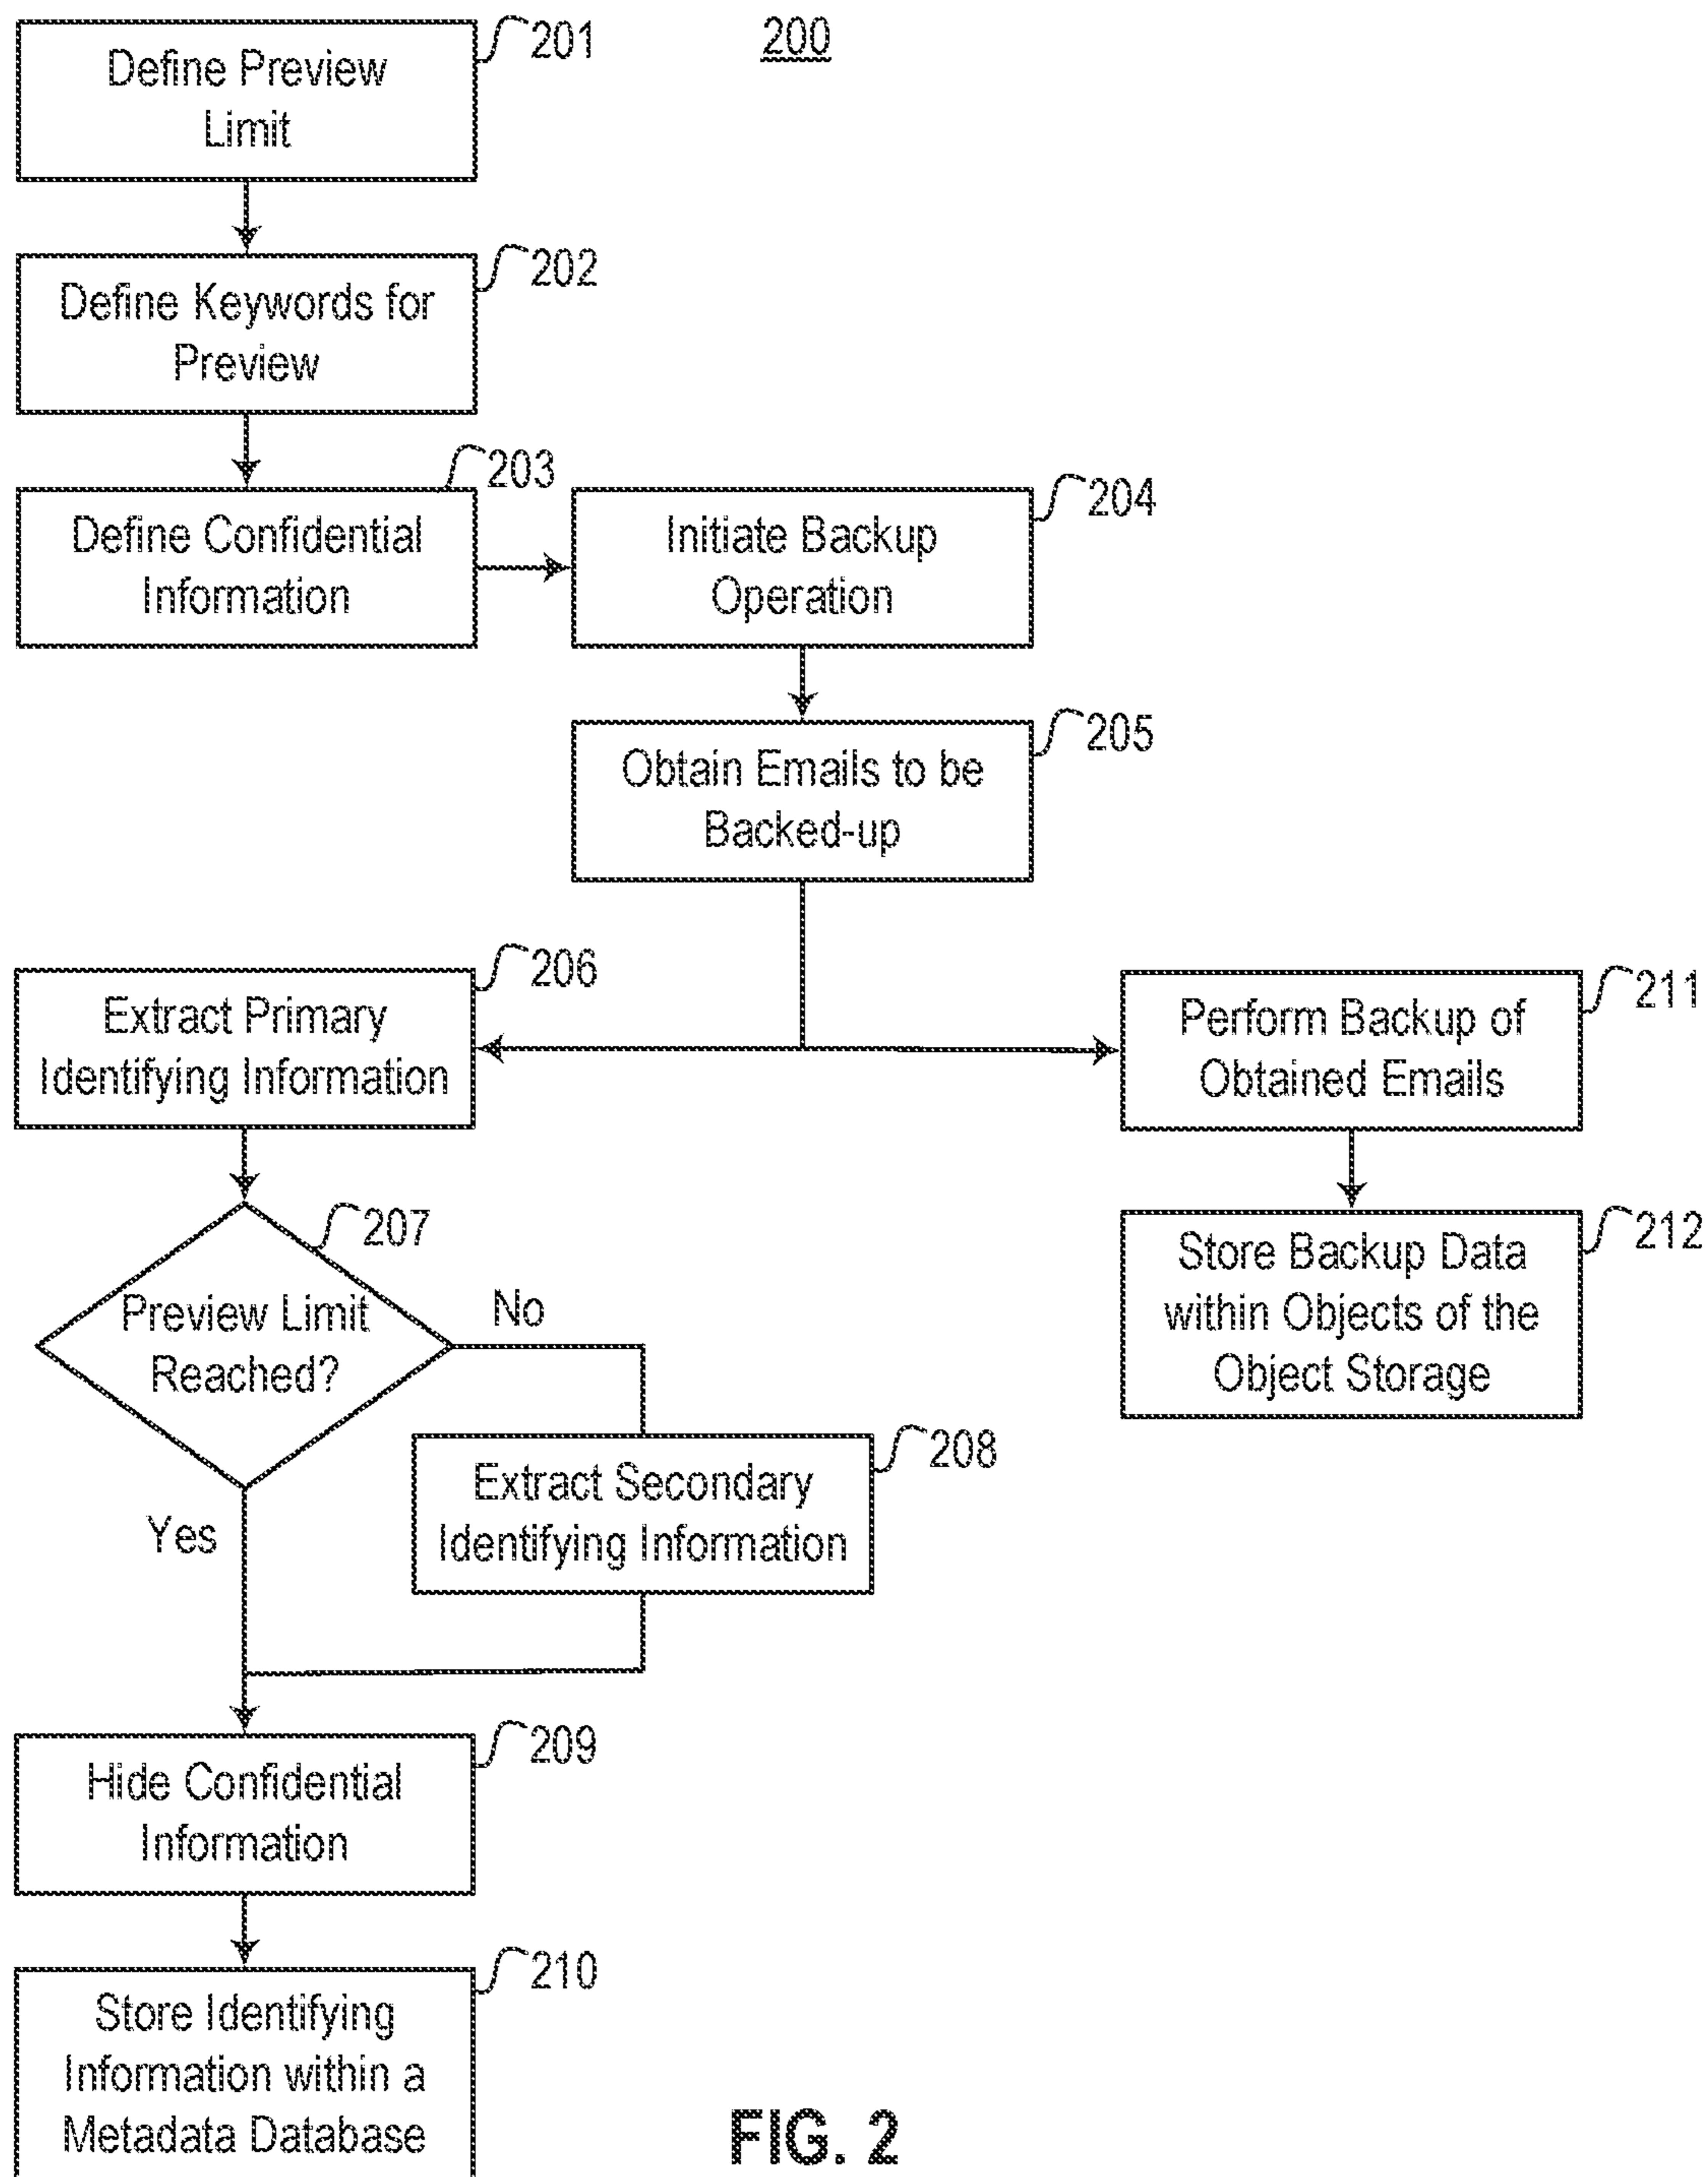 201
200
Define Preview
Limit
202
Define Keywords for
Preview
203
Define Confidential
Information
204
Initiate Backup
Operation
205
Obtain Emails to be
Backed-up
206
Extract Primary
Identifying Information
211
Perform Backup of
Obtained Emails
207
Preview Limit
Reached?
No
Yes
212
Store Backup Data
within Objects of the
Object Storage
208
Extract Secondary
Identifying Information
209
Hide Confidential
Information
210
Store Identifying
Information within a
Metadata Database
FIG. 2